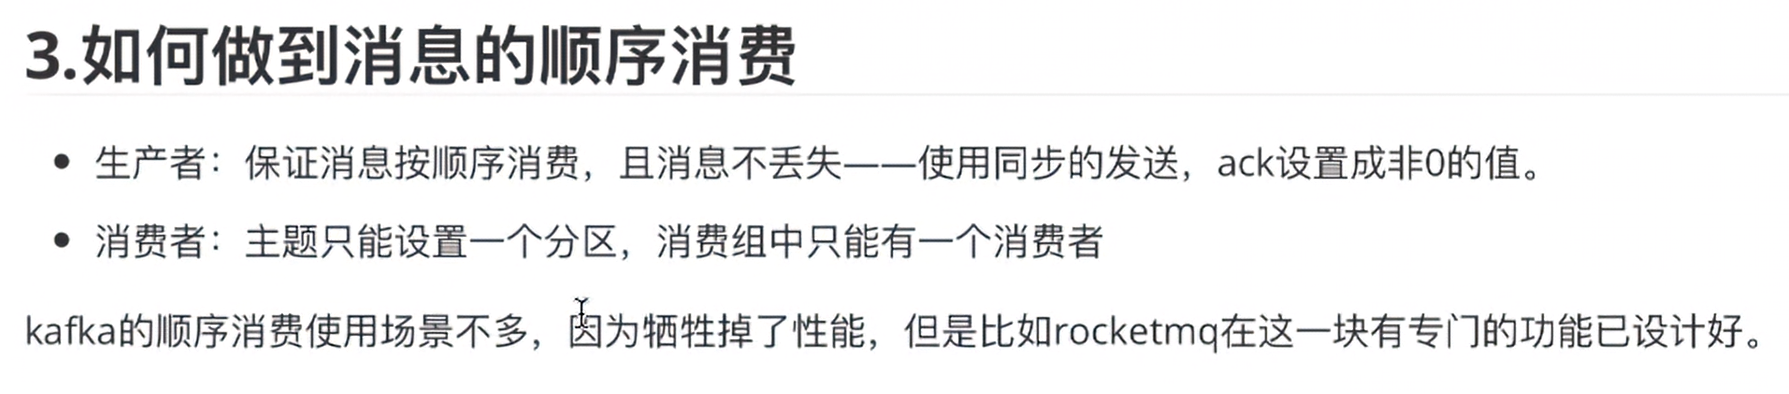 3.如何做到消息的顺序消费
生产者：保证消息按顺序消费，且消息不丢失——使用同步的发送，ack设置成非0的值。
消费者：主题只能设置一个分区，消费组中只能有一个消费者
kafka的顺序消费使用场景不多，因为牺牲掉了性能，但是比如rocketmq在这一块有专门的功能已设计好。